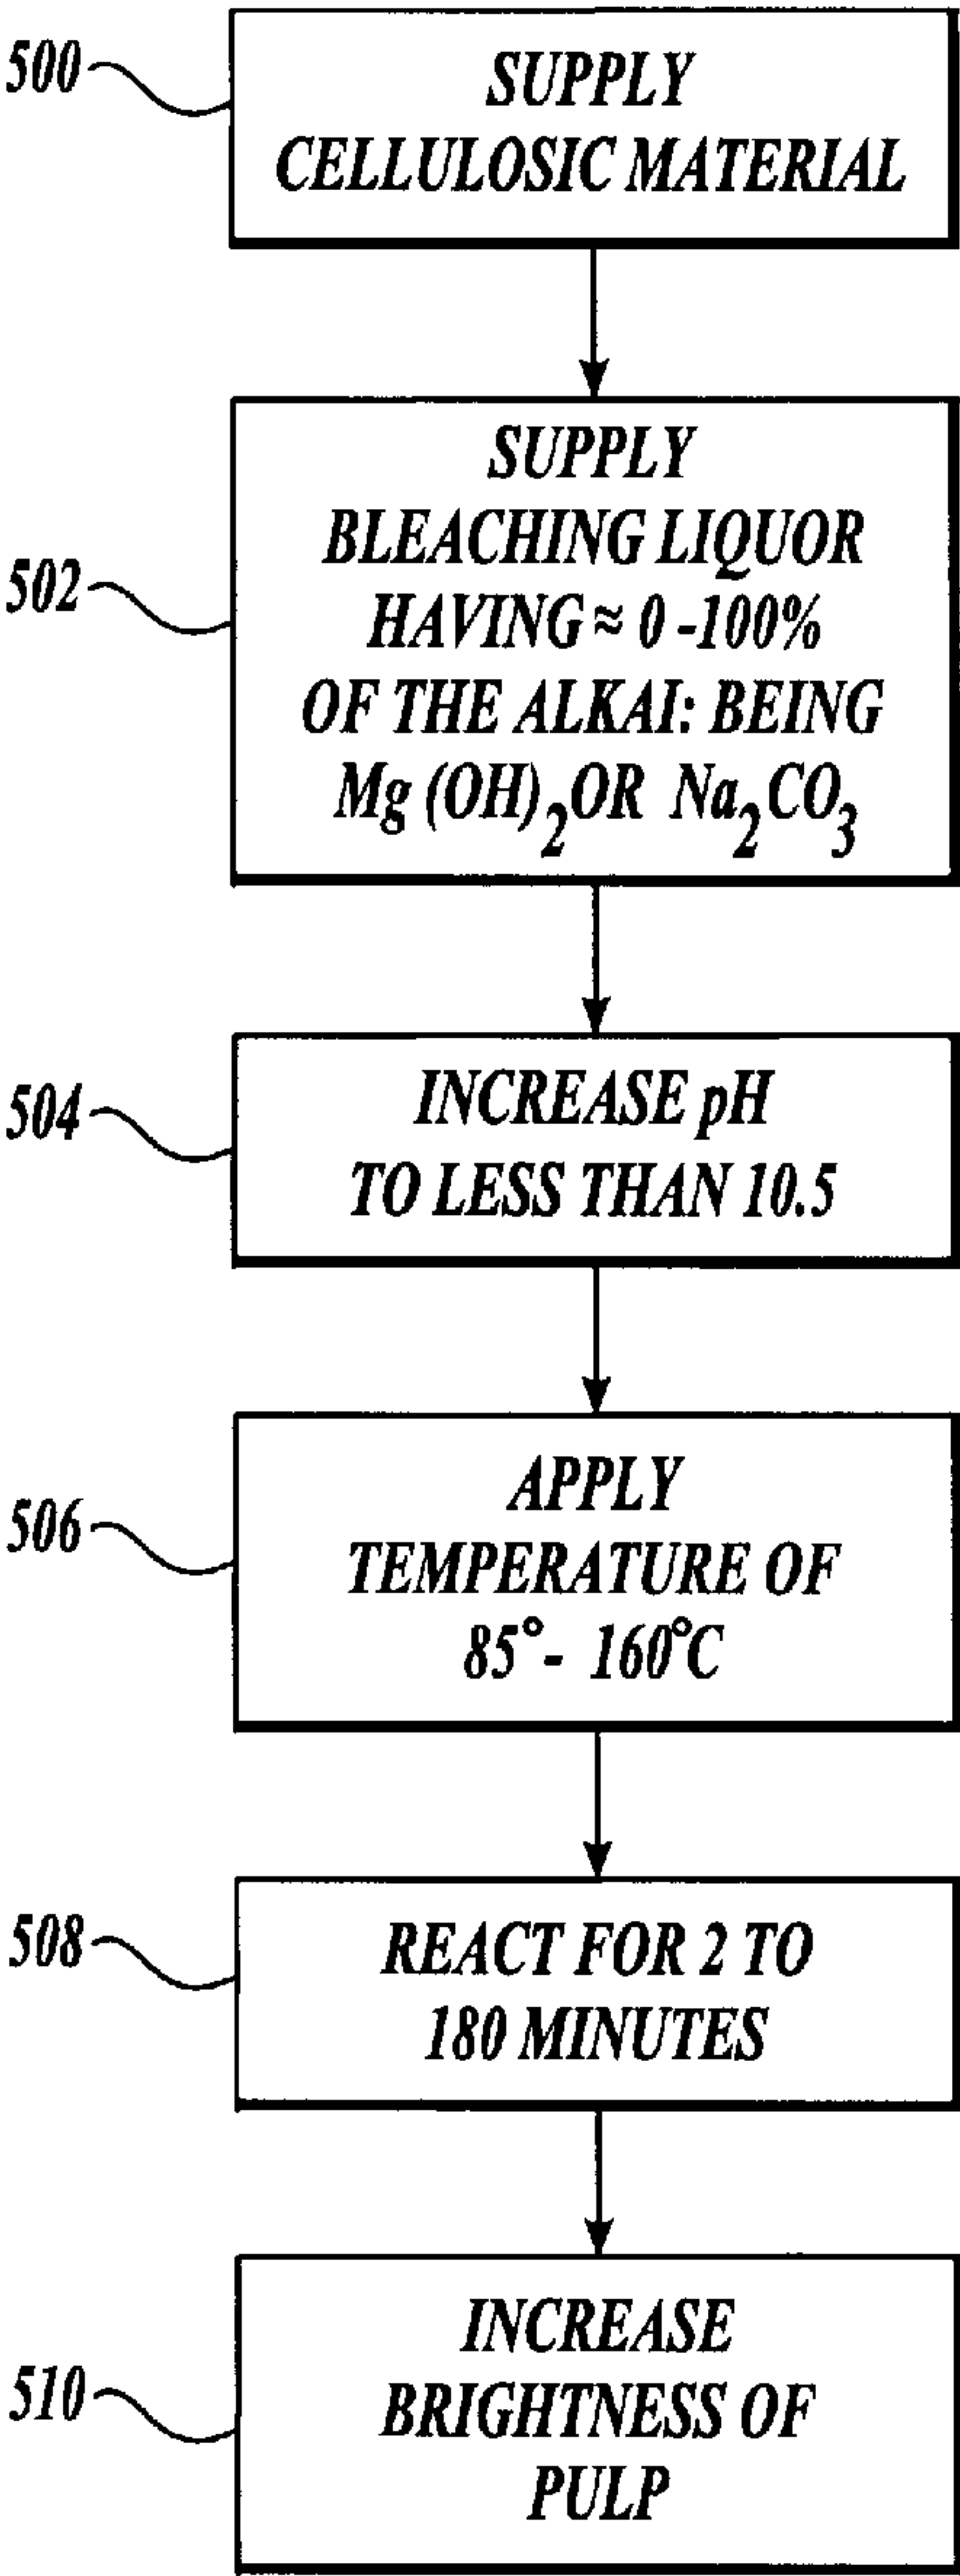 500
SUPPLY
CELLULOSIC MATERIAL
502
SUPPLY
BLEACHING LIQUOR
HAVING ≈ 0 -100%
OF THE ALKAI: BEING
Mg (OH)2 OR Na2CO3
504
INCREASE pH
TO LESS THAN 10.5
506
APPLY
TEMPERATURE OF
85°- 160°C
508
REACT FOR 2 TO
180 MINUTES
510
INCREASE
BRIGHTNESS OF
PULP